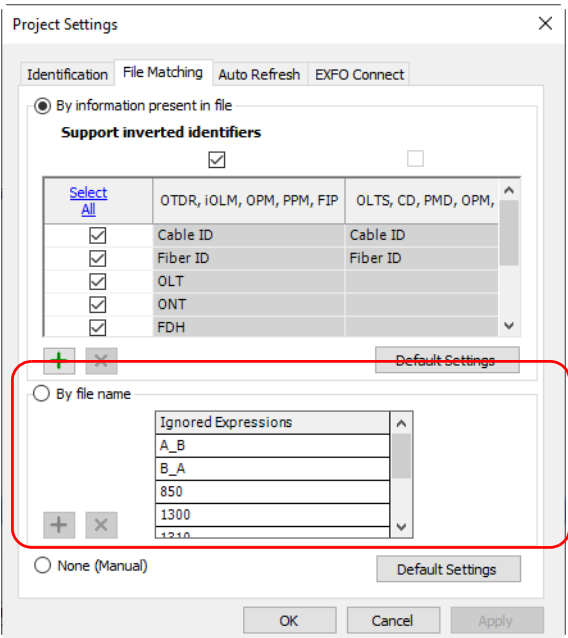 Project Settings
Identification File Matching Auto Refresh EXFO Connect
By information present in file
Support inverted identifiers
Select All OTDR, iOLM, OPM, PPM, FIP OLTS, CD, PMD, OPM,
Cable ID Cable ID
Fiber ID Fiber ID
OLT
ONT
FDH
Default Settings
By file name
Ignored Expressions
A_B
B_A
850
1300
1310
None (Manual)
Default Settings
OK Cancel Apply